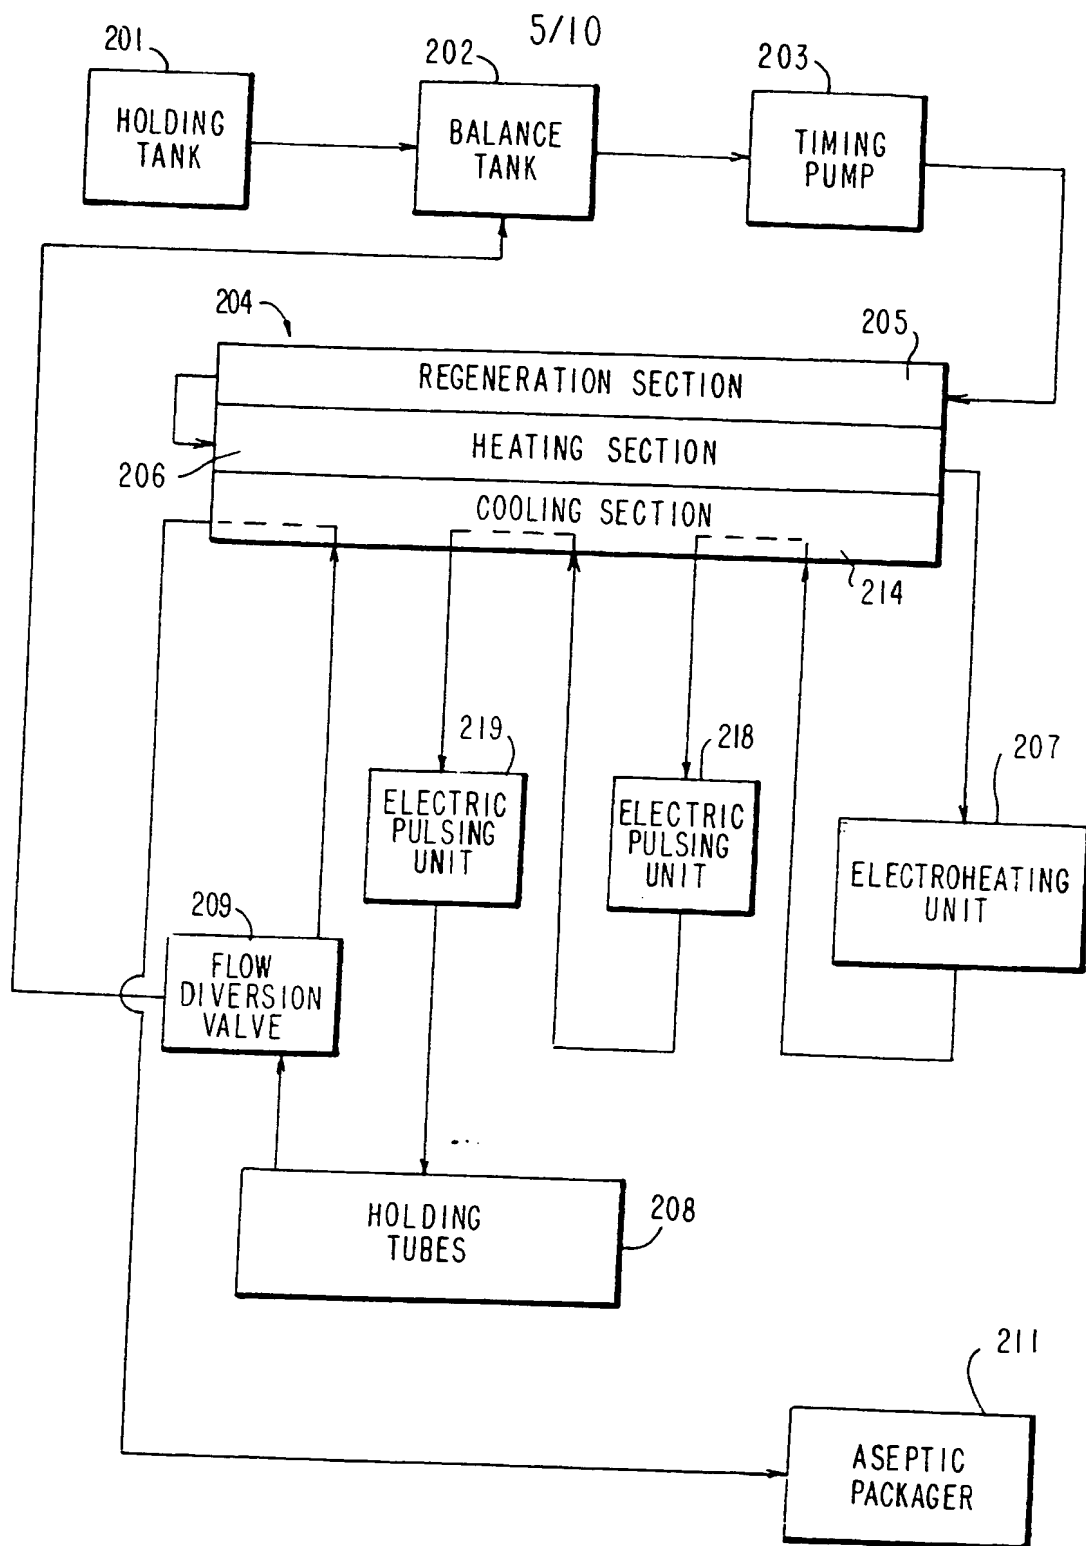 5/10
201
202
203
HOLDING
TANK
BALANCE
TANK
TIMING
PUMP
204
205
REGENERATION SECTION
HEATING SECTION
206
COOLING SECTION
214
219
218
207
ELECTRIC
PULSING
UNIT
ELECTRIC
PULSING
UNIT
ELECTROHEATING
UNIT
209
FLOW
DIVERSION
VALVE
HOLDING
TUBES
208
211
ASEPTIC
PACKAGER